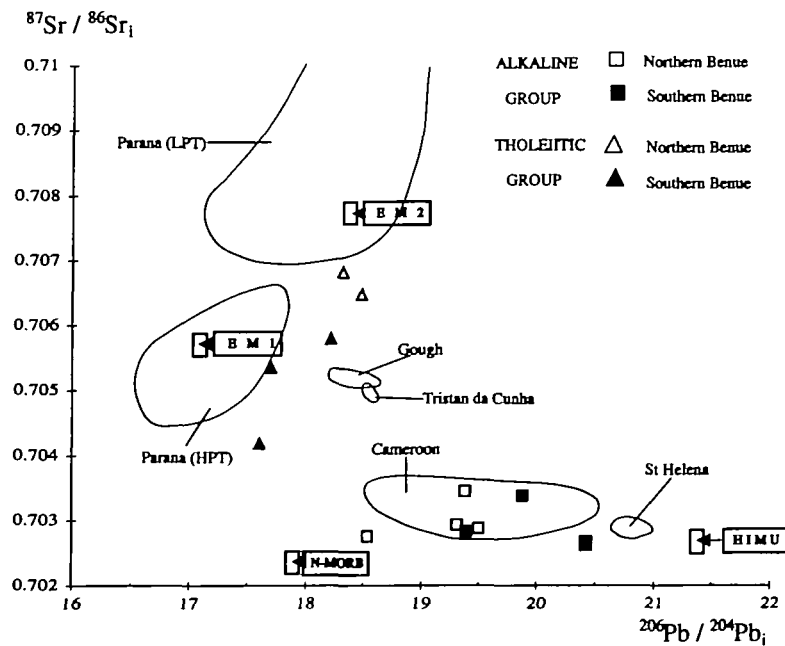 87Sr / 86Sri
0.71
0.709
0.708
0.707
0.706
0.705
0.704
0.703
0.702
16
17
18
19
20
21
22
206Pb / 204Pbi
ALKALINE
GROUP
Northern Benue
Southern Benue
THOLEIITIC
GROUP
Northern Benue
Southern Benue
Parana (LPT)
EM2
EM1
Parana (HPT)
Gough
Tristan da Cunha
Cameroon
St Helena
HIMU
N-MORB